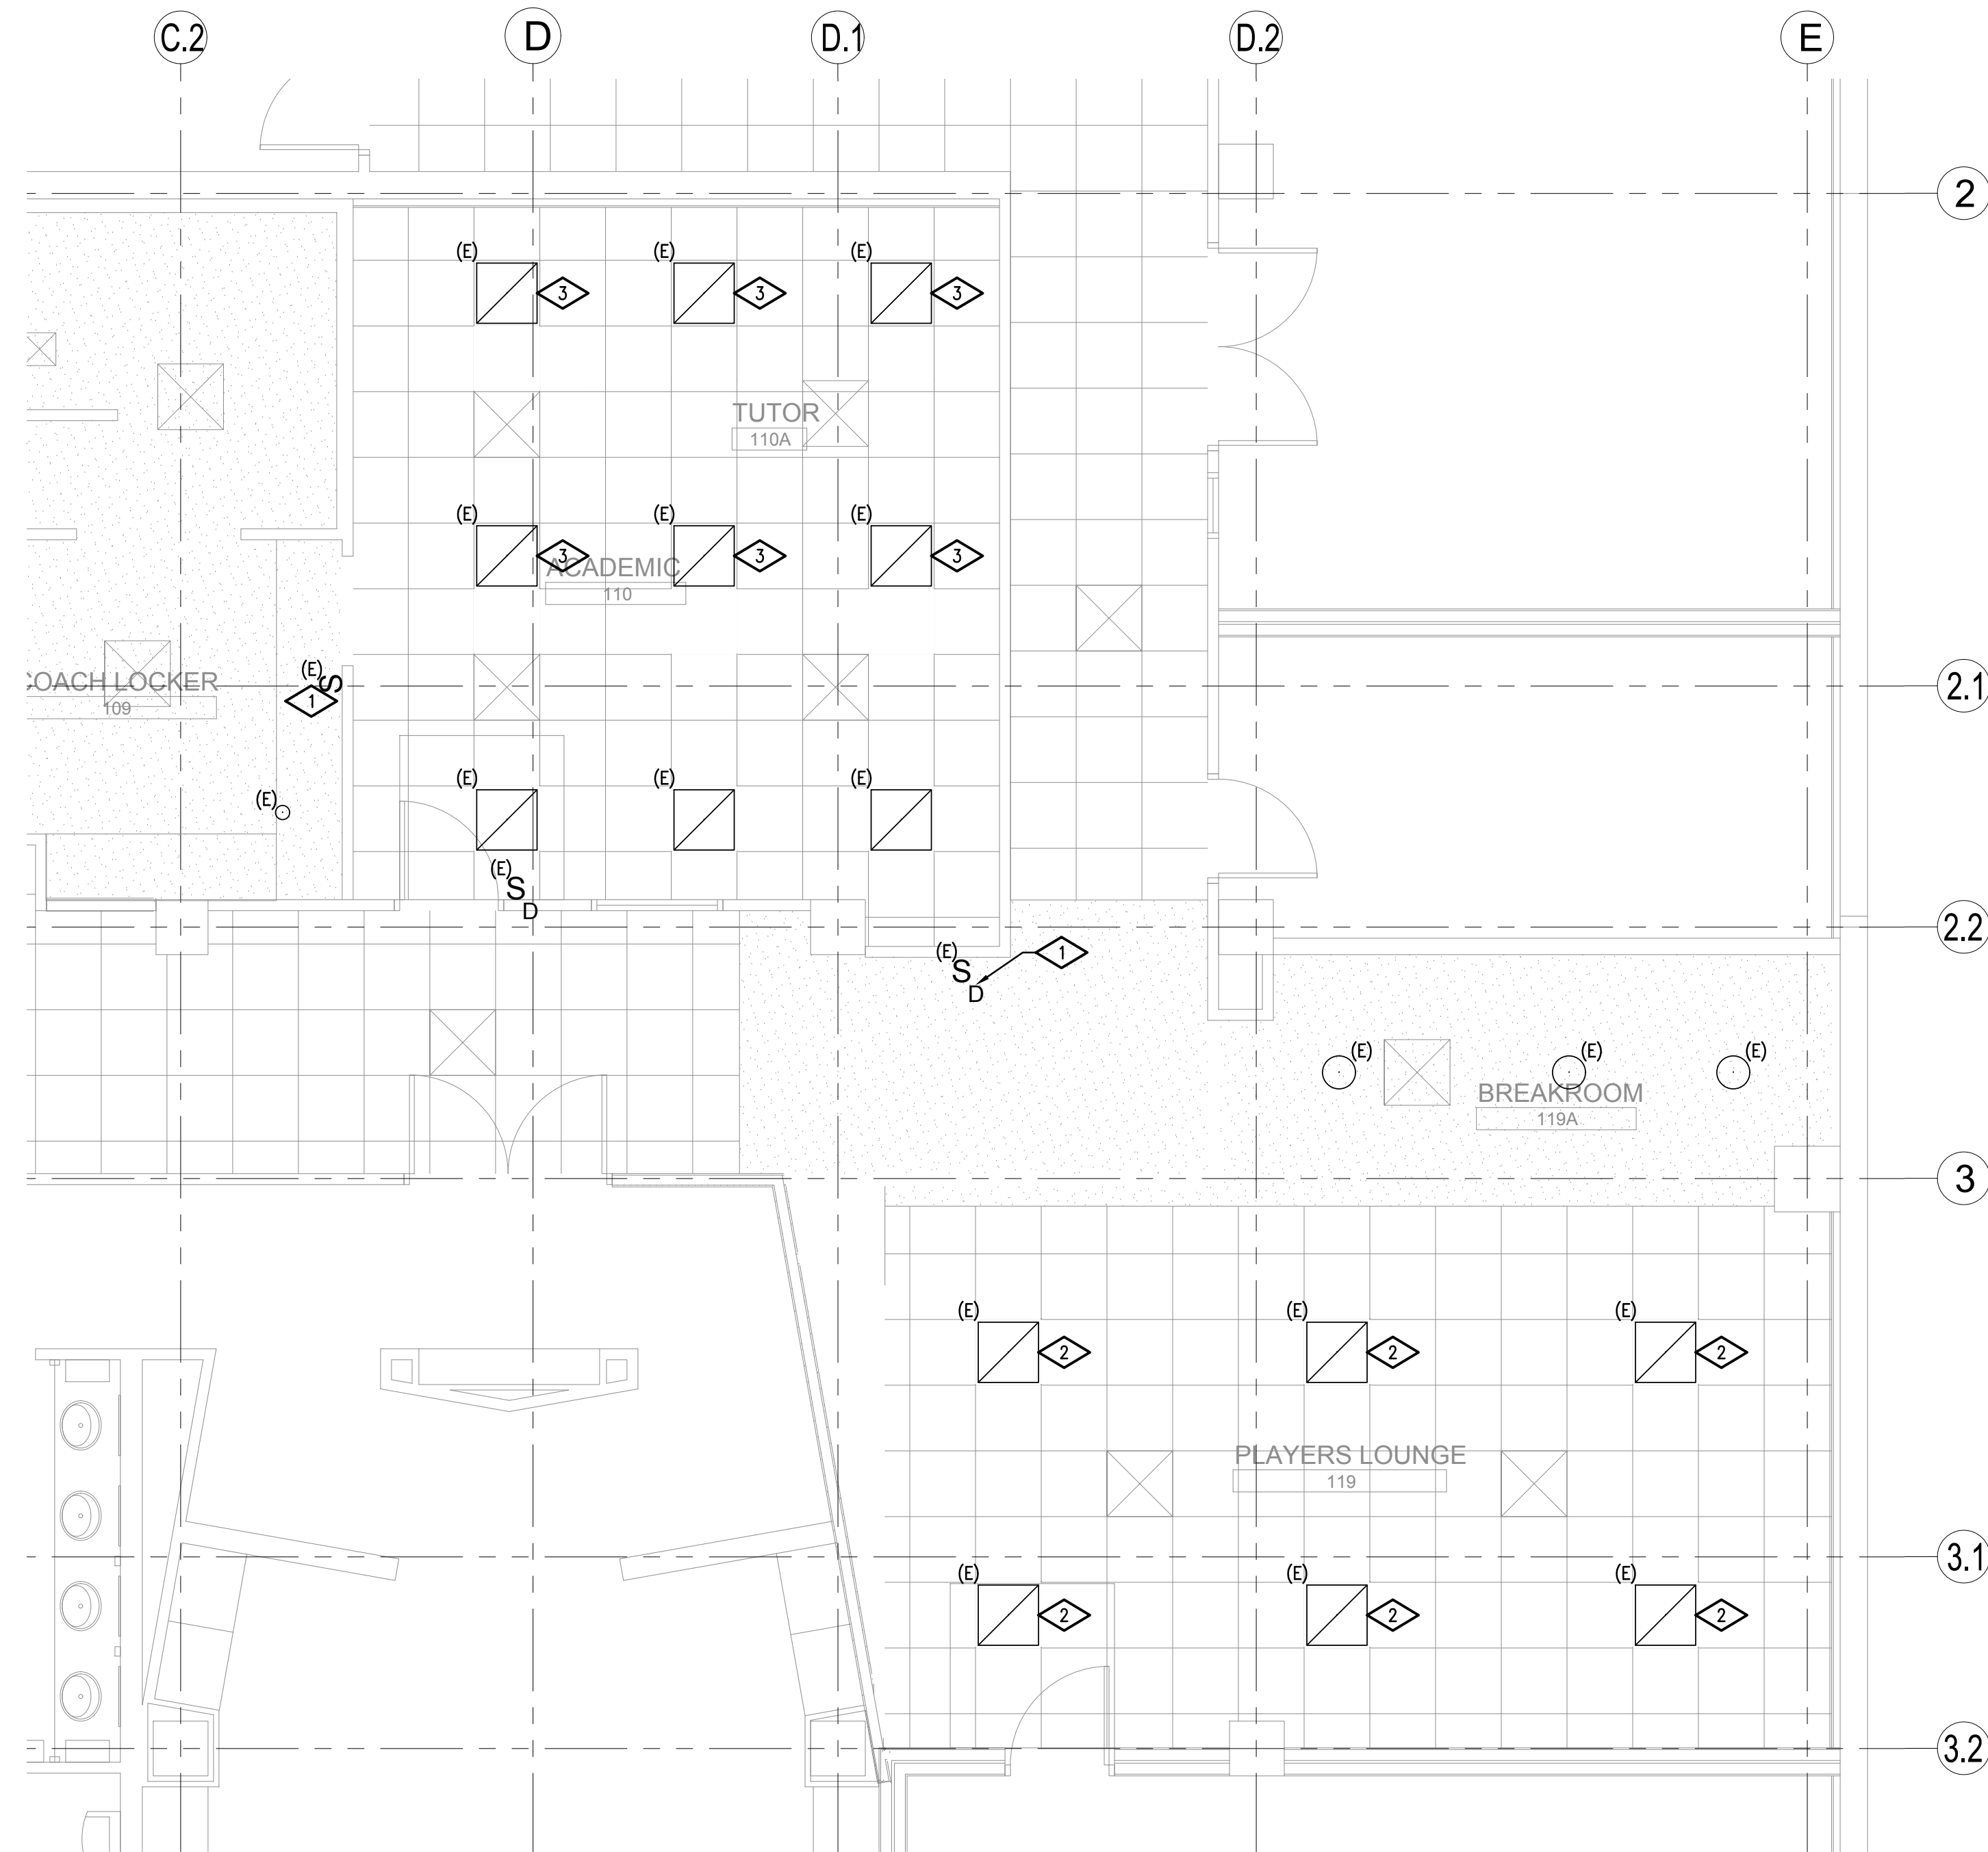 C.2 D D.1 D.2 E
2
(E) (E) (E)
3 3 3
TUTOR
110A
(E) (E) (E)
3 3 3
ACADEMIC
110
(E)
S
1
COACH LOCKER
109
2.1
(E) (E) (E)
(E)
(E)
S
D
2.2
(E)
S
D
1
(E) (E) (E)
BREAKROOM
119A
3
(E) (E) (E)
2 2 2
PLAYERS LOUNGE
119
3.1
(E) (E) (E)
2 2 2
3.2